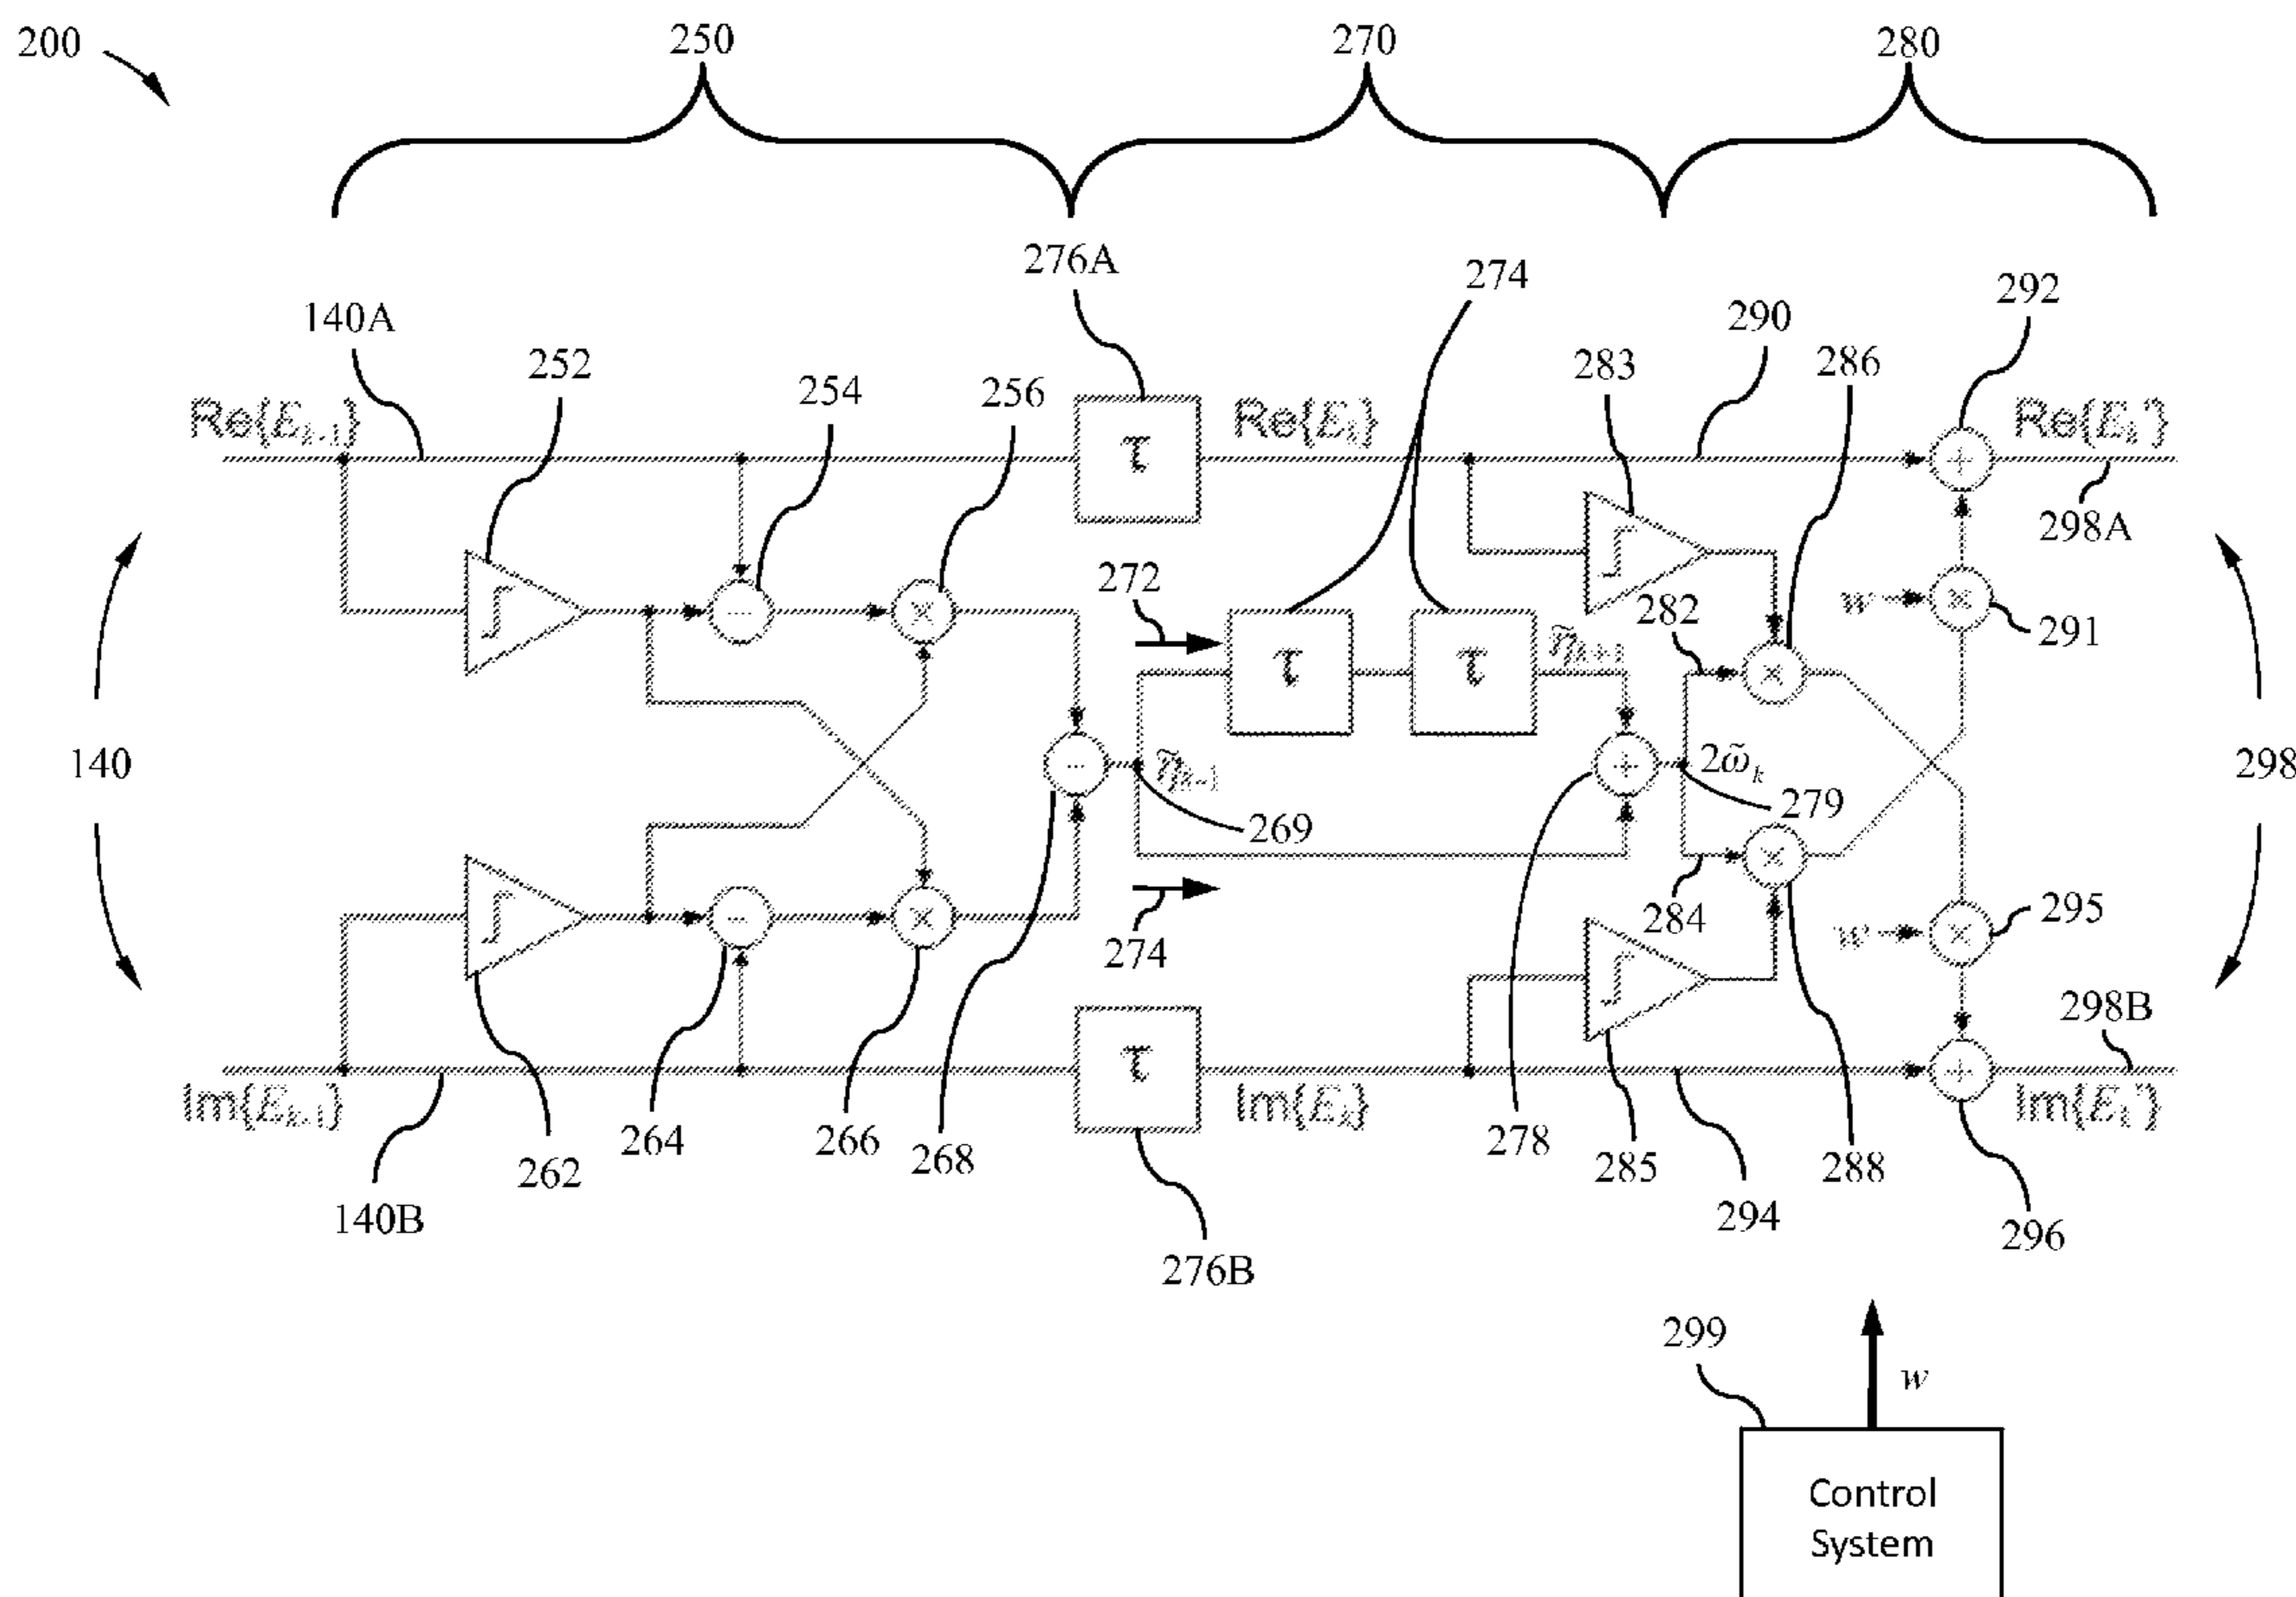 200
250
270
280
276A
274
292
140A
290
252
283
286
254
256
Re{E_{k-1}}
τ
Re{E_k}
+
Re{E_k''}
298A
272
282
w
×
291
−
×
τ
τ
η̃_{k+1}
×
140
−
η̃_{k-1}
+
2ω̃_k
279
298
269
×
−
×
274
284
w
×
295
298B
τ
+
Im{E_{k-1}}
Im{E_k}
Im{E_k''}
264
266
268
278
285
288
262
294
296
140B
276B
299
w
Control
System